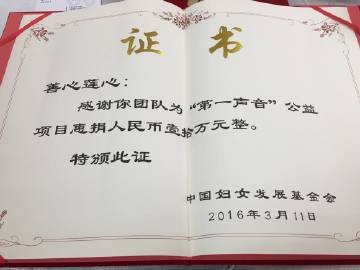 证书
善心莲心:
感谢你团队为“第一声音”公益
项目惠捐人民币壹拾万元整。
特颁此证
中国妇女发展基金会
2016年3月11日